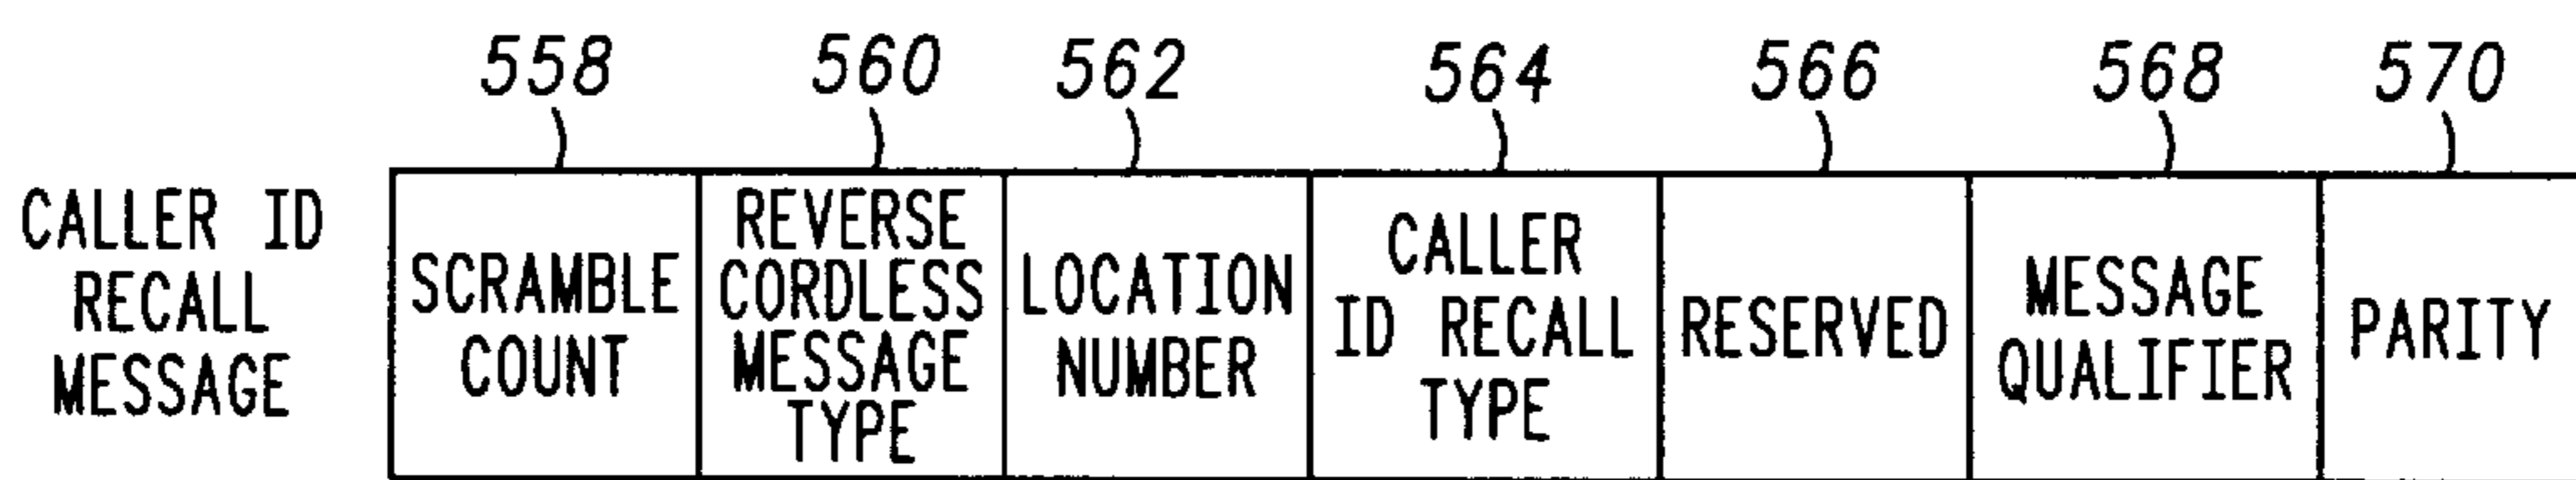 558 560 562 564 566 568 570
CALLER ID
RECALL
MESSAGE
SCRAMBLE
COUNT
REVERSE
CORDLESS
MESSAGE
TYPE
LOCATION
NUMBER
CALLER
ID RECALL
TYPE
RESERVED
MESSAGE
QUALIFIER
PARITY